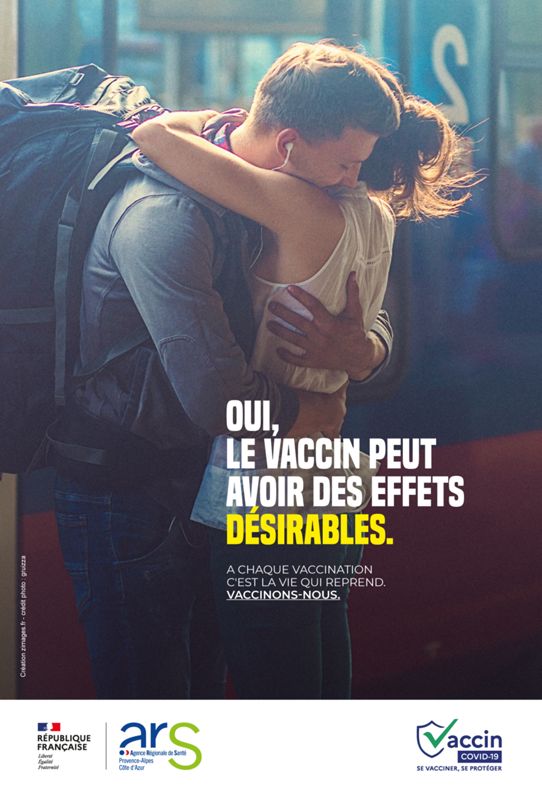 2
OUI,
LE VACCIN PEUT
AVOIR DES EFFETS
DÉSIRABLES.
A CHAQUE VACCINATION
C'EST LA VIE QUI REPREND.
VACCINONS-NOUS.
Création zimages.fr - crédit photo : gruizza
RÉPUBLIQUE
FRANÇAISE
Liberté
Égalité
Fraternité
ars
Agence Régionale de Santé
Provence-Alpes
Côte d'Azur
Vaccin
COVID-19
SE VACCINER, SE PROTÉGER